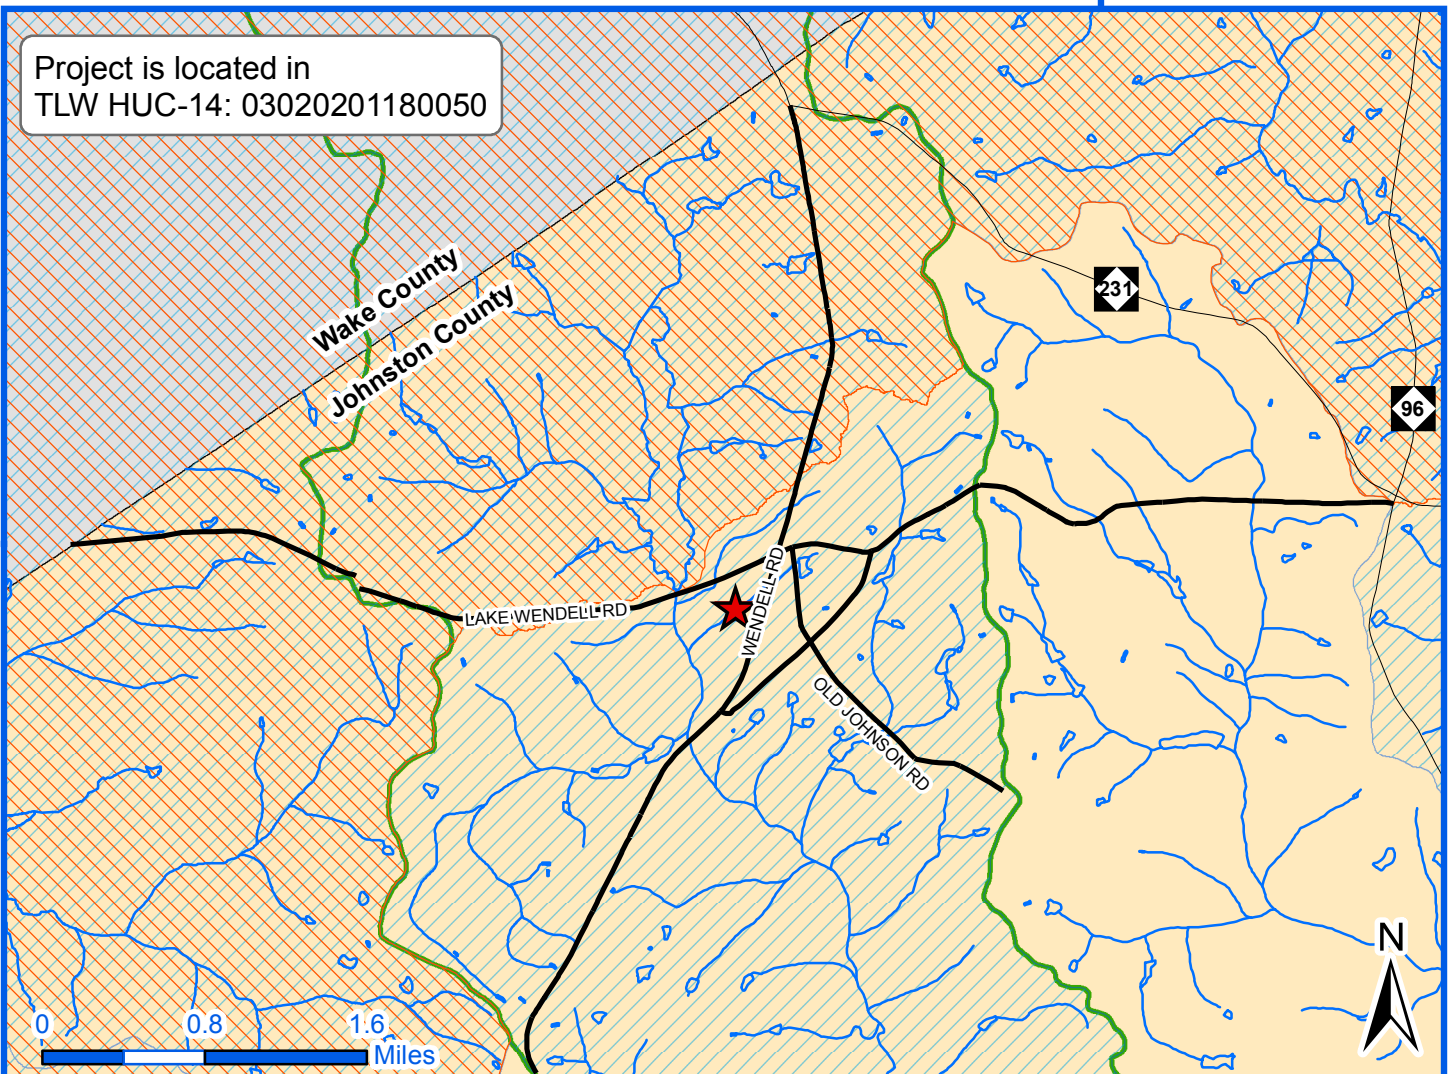 Project is located in
TLW HUC-14: 03020201180050
Wake County
Johnston County
231
96
LAKE WENDELL RD
WENDELL RD
OLD JOHNSON RD
N
0 0.8 1.6
Miles